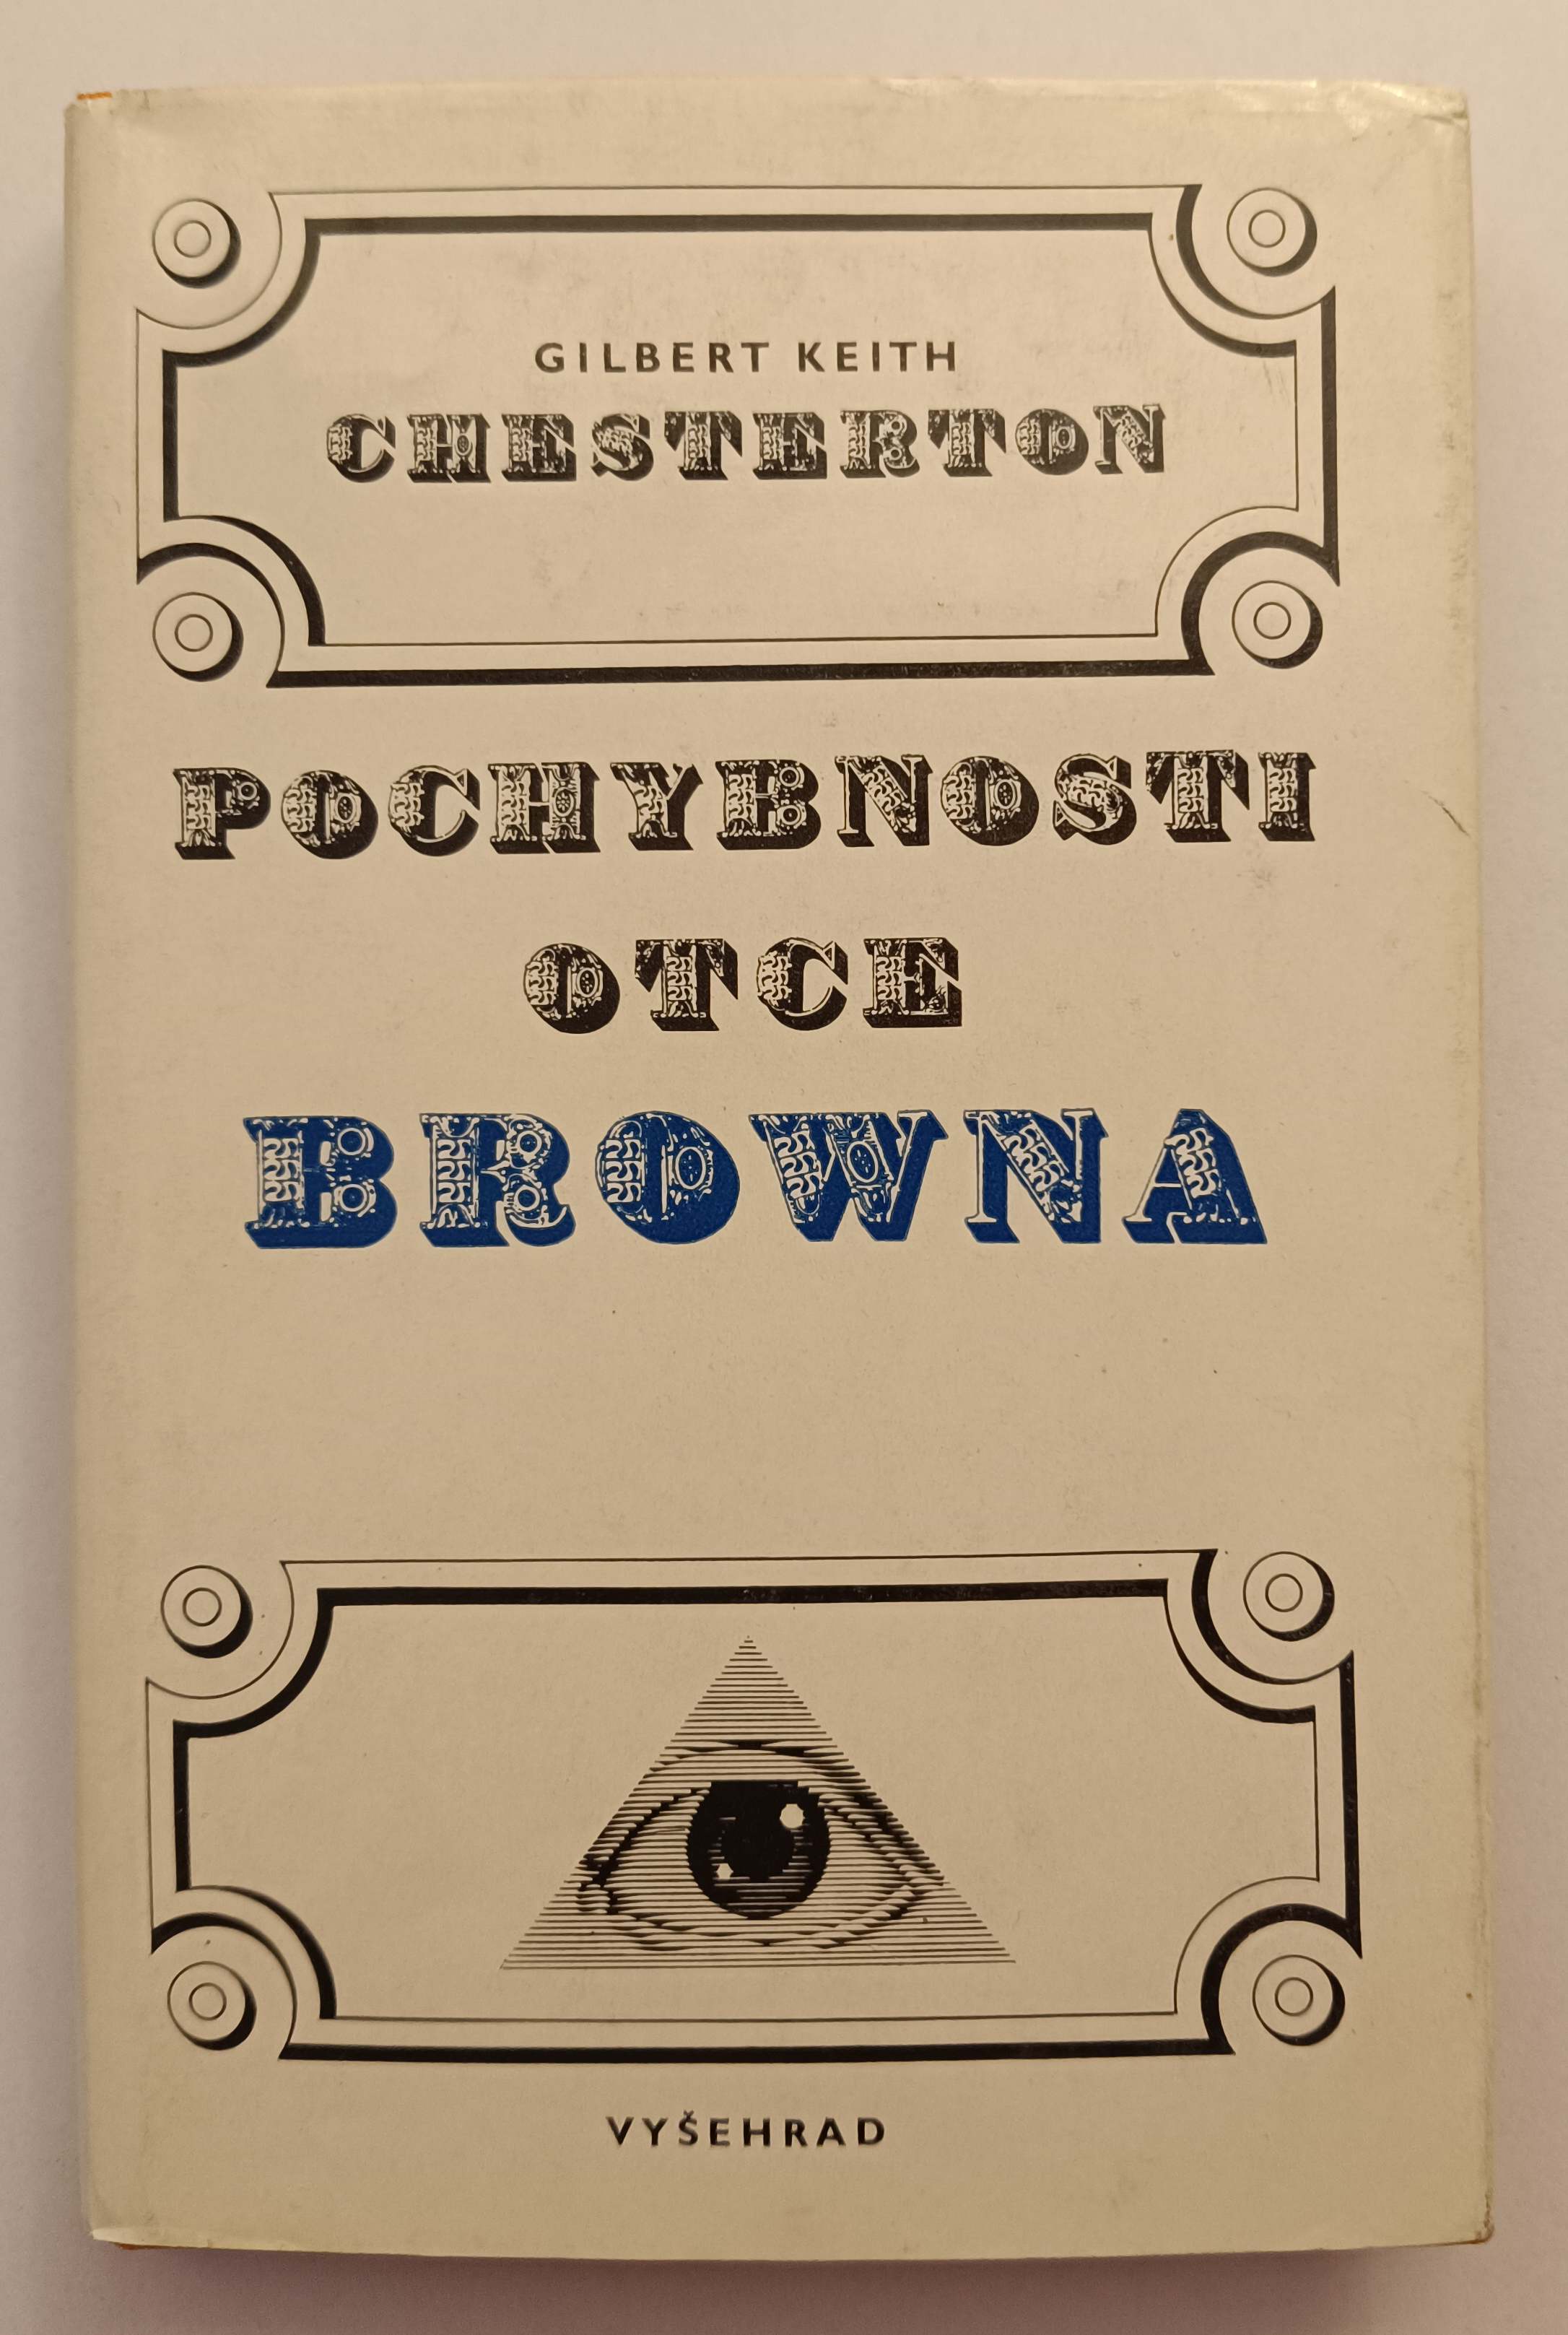 GILBERT KEITH
CHESTERTON
POCHYBNOSTI
OTCE
BROWNA
VYŠEHRAD